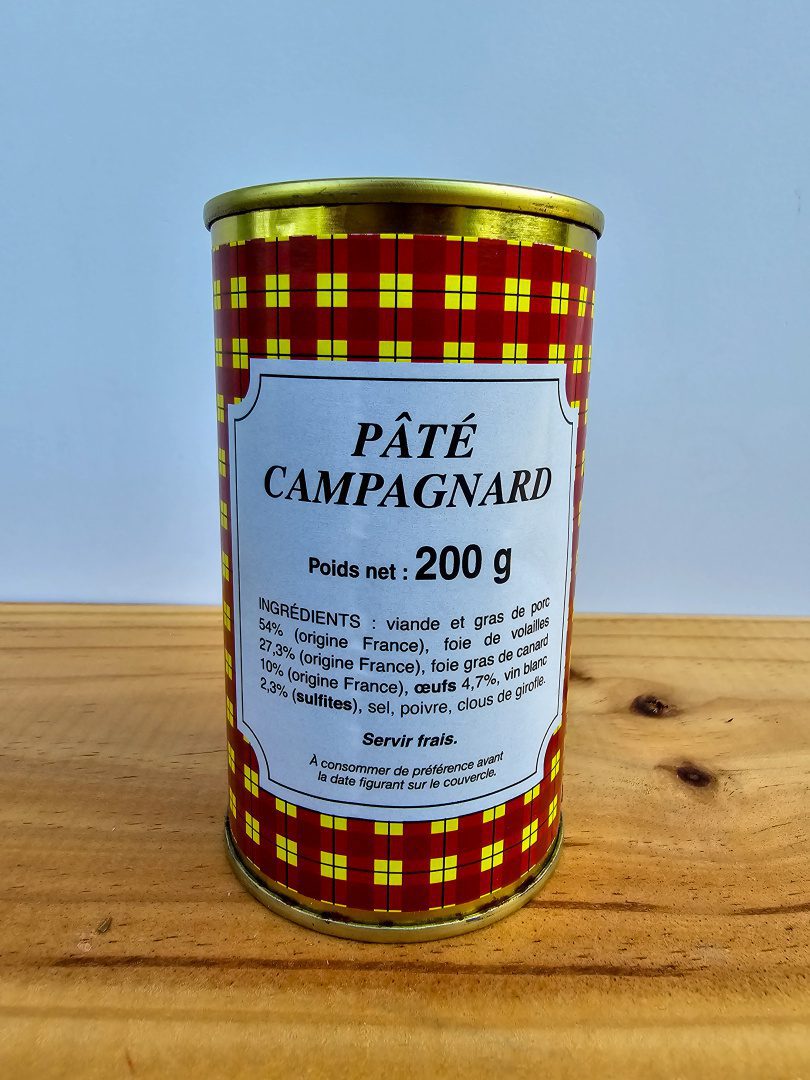 PÂTÉ
CAMPAGNARD
Poids net : 200 g
INGRÉDIENTS : viande et gras de porc
54% (origine France), foie de volailles
27,3% (origine France), foie gras de canard
10% (origine France), œufs 4,7%, vin blanc
2,3% (sulfites), sel, poivre, clous de girofle.
Servir frais.
À consommer de préférence avant
la date figurant sur le couvercle.